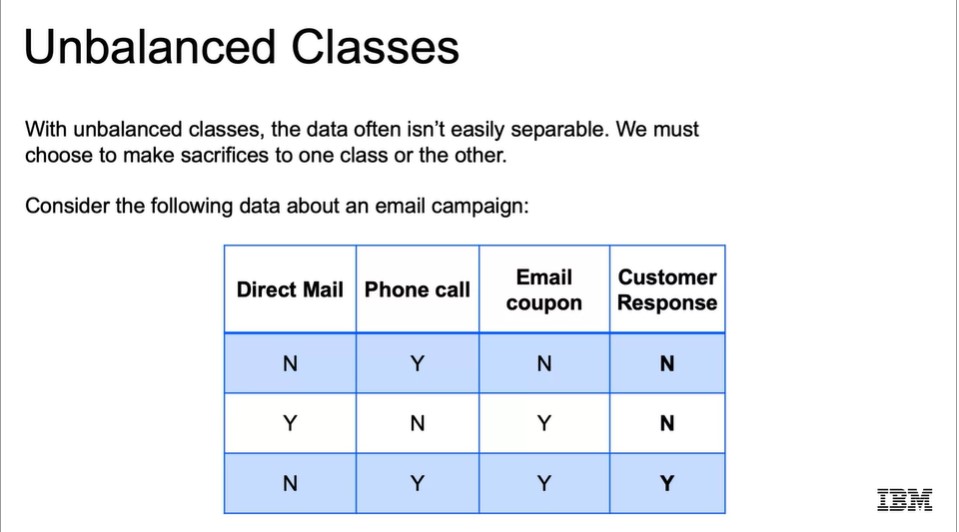 Unbalanced Classes
With unbalanced classes, the data often isn't easily separable. We must
choose to make sacrifices to one class or the other.
Consider the following data about an email campaign:
Direct Mail Phone call Email coupon Customer Response
N Y N N
Y N Y N
N Y Y Y
IBM